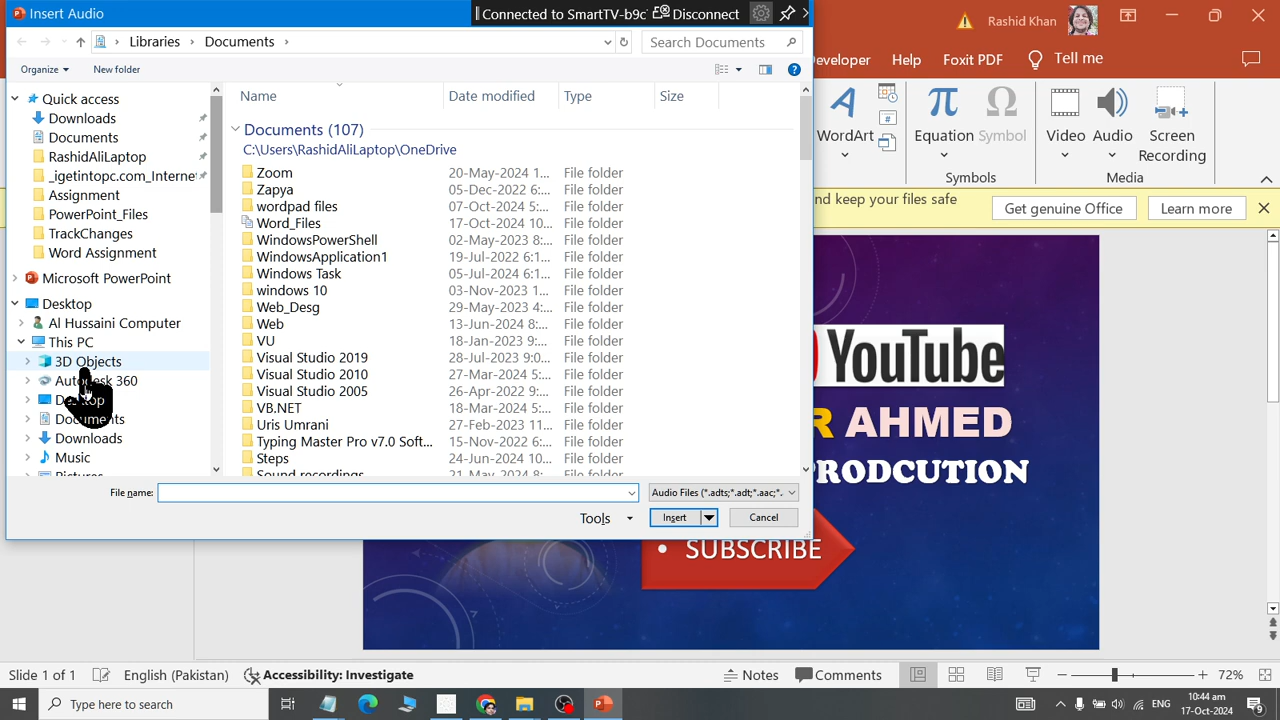 Insert Audio
Connected to SmartTV-b9c
Disconnect
Rashid Khan
Libraries
Documents
Search Documents
Developer
Help
Foxit PDF
Tell me
Organize
New folder
Quick access
Downloads
Documents
RashidAliLaptop
_igetintopc.com_Interne
Assignment
PowerPoint_Files
TrackChanges
Word Assignment
Microsoft PowerPoint
Desktop
Al Hussaini Computer
This PC
3D Objects
Autodesk 360
Desktop
Documents
Downloads
Music
Pictures
Name
Date modified
Type
Size
Documents (107)
C:\Users\RashidAliLaptop\OneDrive
Zoom 20-May-2024 1... File folder
Zapya 05-Dec-2022 6:... File folder
wordpad files 07-Oct-2024 5:... File folder
Word_Files 17-Oct-2024 10... File folder
WindowsPowerShell 02-May-2023 8:... File folder
WindowsApplication1 19-Jul-2022 6:1... File folder
Windows Task 05-Jul-2024 6:1... File folder
windows 10 03-Nov-2023 1... File folder
Web_Desg 29-May-2023 4:... File folder
Web 13-Jun-2024 8:... File folder
VU 18-Jan-2023 9:... File folder
Visual Studio 2019 28-Jul-2023 9:0... File folder
Visual Studio 2010 27-Mar-2024 5:... File folder
Visual Studio 2005 26-Apr-2022 9:... File folder
VB.NET 18-Mar-2024 5:... File folder
Uris Umrani 27-Feb-2023 11... File folder
Typing Master Pro v7.0 Soft... 15-Nov-2022 6:... File folder
Steps 24-Jun-2024 10... File folder
Sound recordings 21-May-2024 8:... File folder
File name:
Audio Files (*.adts;*.adt;*.aac;*.
Tools
Insert
Cancel
WordArt
Equation
Symbol
Video
Audio
Screen
Recording
Symbols
Media
nd keep your files safe
Get genuine Office
Learn more
YouTube
R AHMED
PRODCUTION
• SUBSCRIBE
Slide 1 of 1
English (Pakistan)
Accessibility: Investigate
Notes
Comments
72%
Type here to search
ENG
10:44 am
17-Oct-2024
9